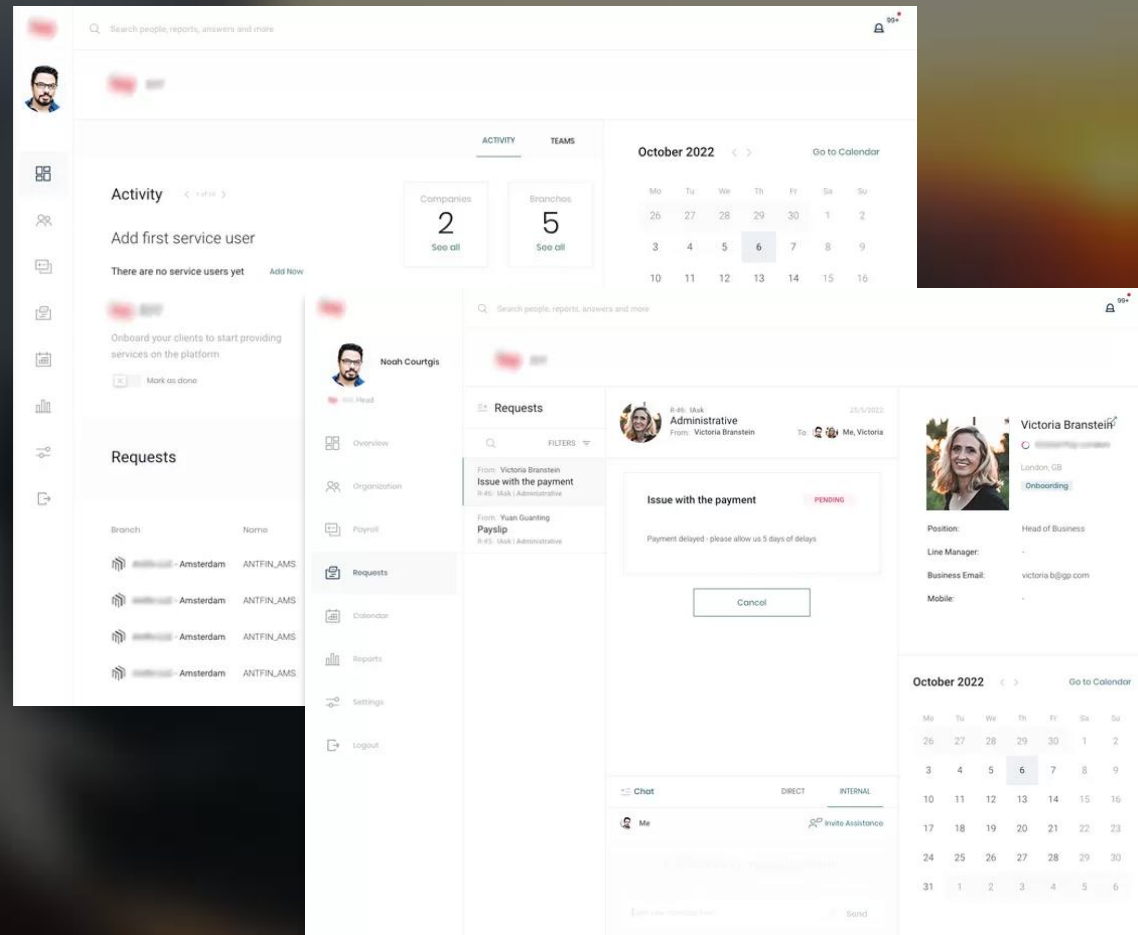 Search people, reports, answers and more
99+
ACTIVITY TEAMS
Activity
Add first service user
There are no service users yet Add Now
Onboard your clients to start providing
services on the platform
Mark as done
Companies
2
See all
Branches
5
See all
October 2022 Go to Calendar
Mo Tu We Th Fr Sa Su
26 27 28 29 30 1 2
3 4 5 6 7 8 9
10 11 12 13 14 15 16
Requests
Branch Name
- Amsterdam ANTFIN_AMS
- Amsterdam ANTFIN_AMS
- Amsterdam ANTFIN_AMS
- Amsterdam ANTFIN_AMS
Search people, reports, answers and more
99+
Noah Courtgis
Head
Overview
Organization
Payroll
Requests
Calendar
Reports
Settings
Logout
Requests
FILTERS
From: Victoria Branstein
Issue with the payment
R-46: IAsk | Administrative
From: Yuan Guanting
Payslip
R-45: IAsk | Administrative
R-46: IAsk
Administrative
From: Victoria Branstein
25/5/2022
To: Me, Victoria
Issue with the payment PENDING
Payment delayed - please allow us 5 days of delays
Cancel
Chat DIRECT INTERNAL
Me Invite Assistance
Send
Victoria Branstein
London, GB
Onboarding
Position: Head of Business
Line Manager: -
Business Email: victoria.b@gp.com
Mobile: -
October 2022 Go to Calendar
Mo Tu We Th Fr Sa Su
26 27 28 29 30 1 2
3 4 5 6 7 8 9
10 11 12 13 14 15 16
17 18 19 20 21 22 23
24 25 26 27 28 29 30
31 1 2 3 4 5 6